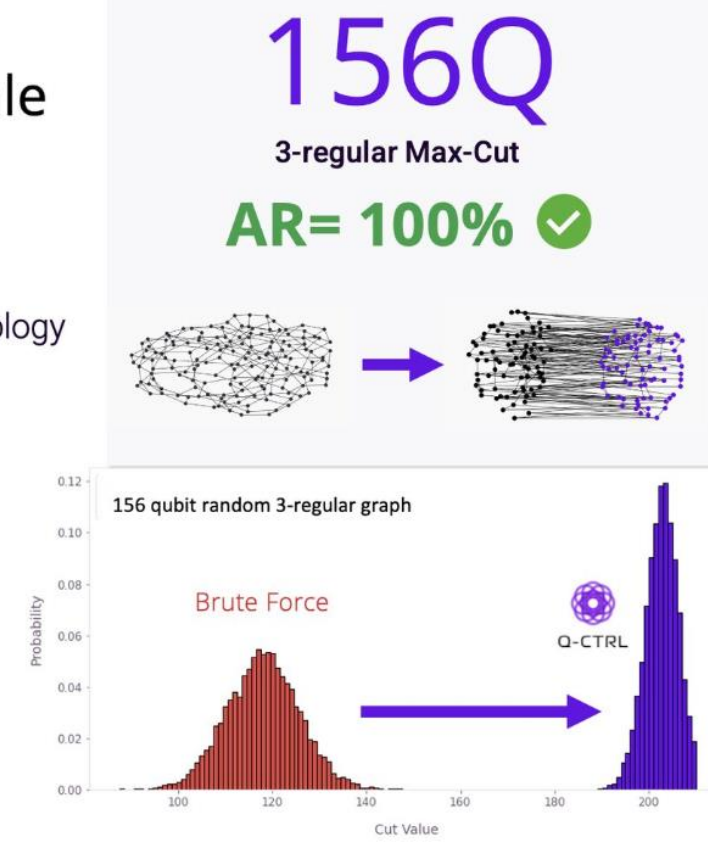 156Q
le
3-regular Max-Cut
AR= 100%
ology
0.12
156 qubit random 3-regular graph
0.10
0.08
Brute Force
Q-CTRL
0.06
Probability
0.04
0.02
0.00
100 120 140 160 180 200
Cut Value